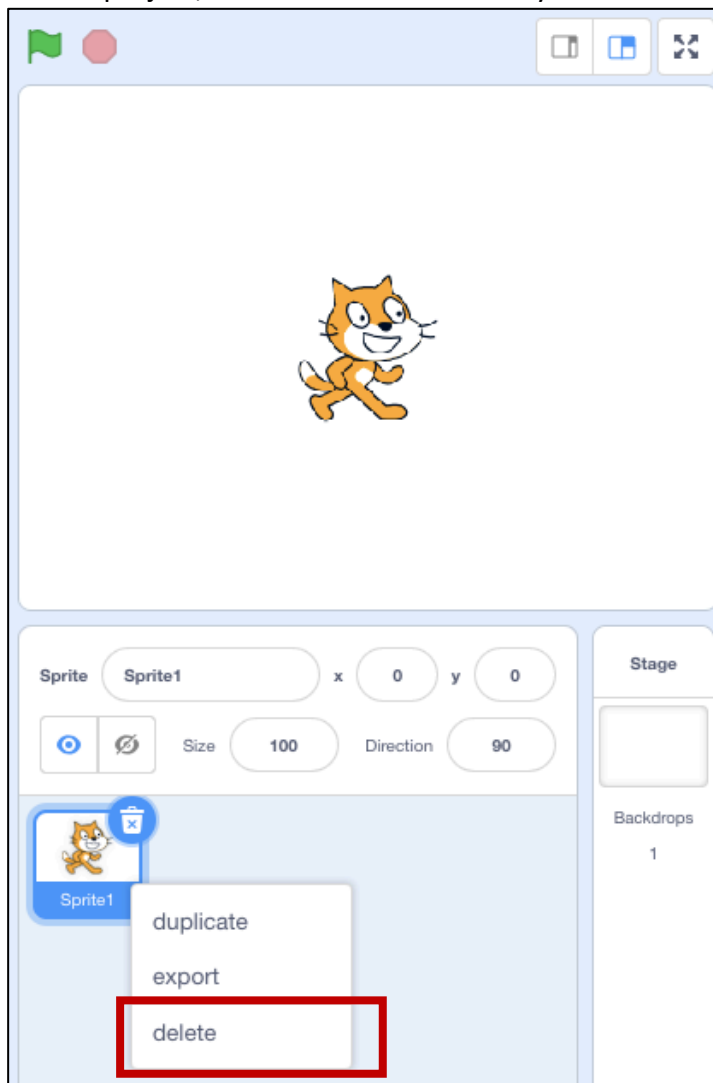 Sprite Sprite1 x 0 y 0
Size 100 Direction 90
Sprite1
duplicate
export
delete
Stage
Backdrops
1